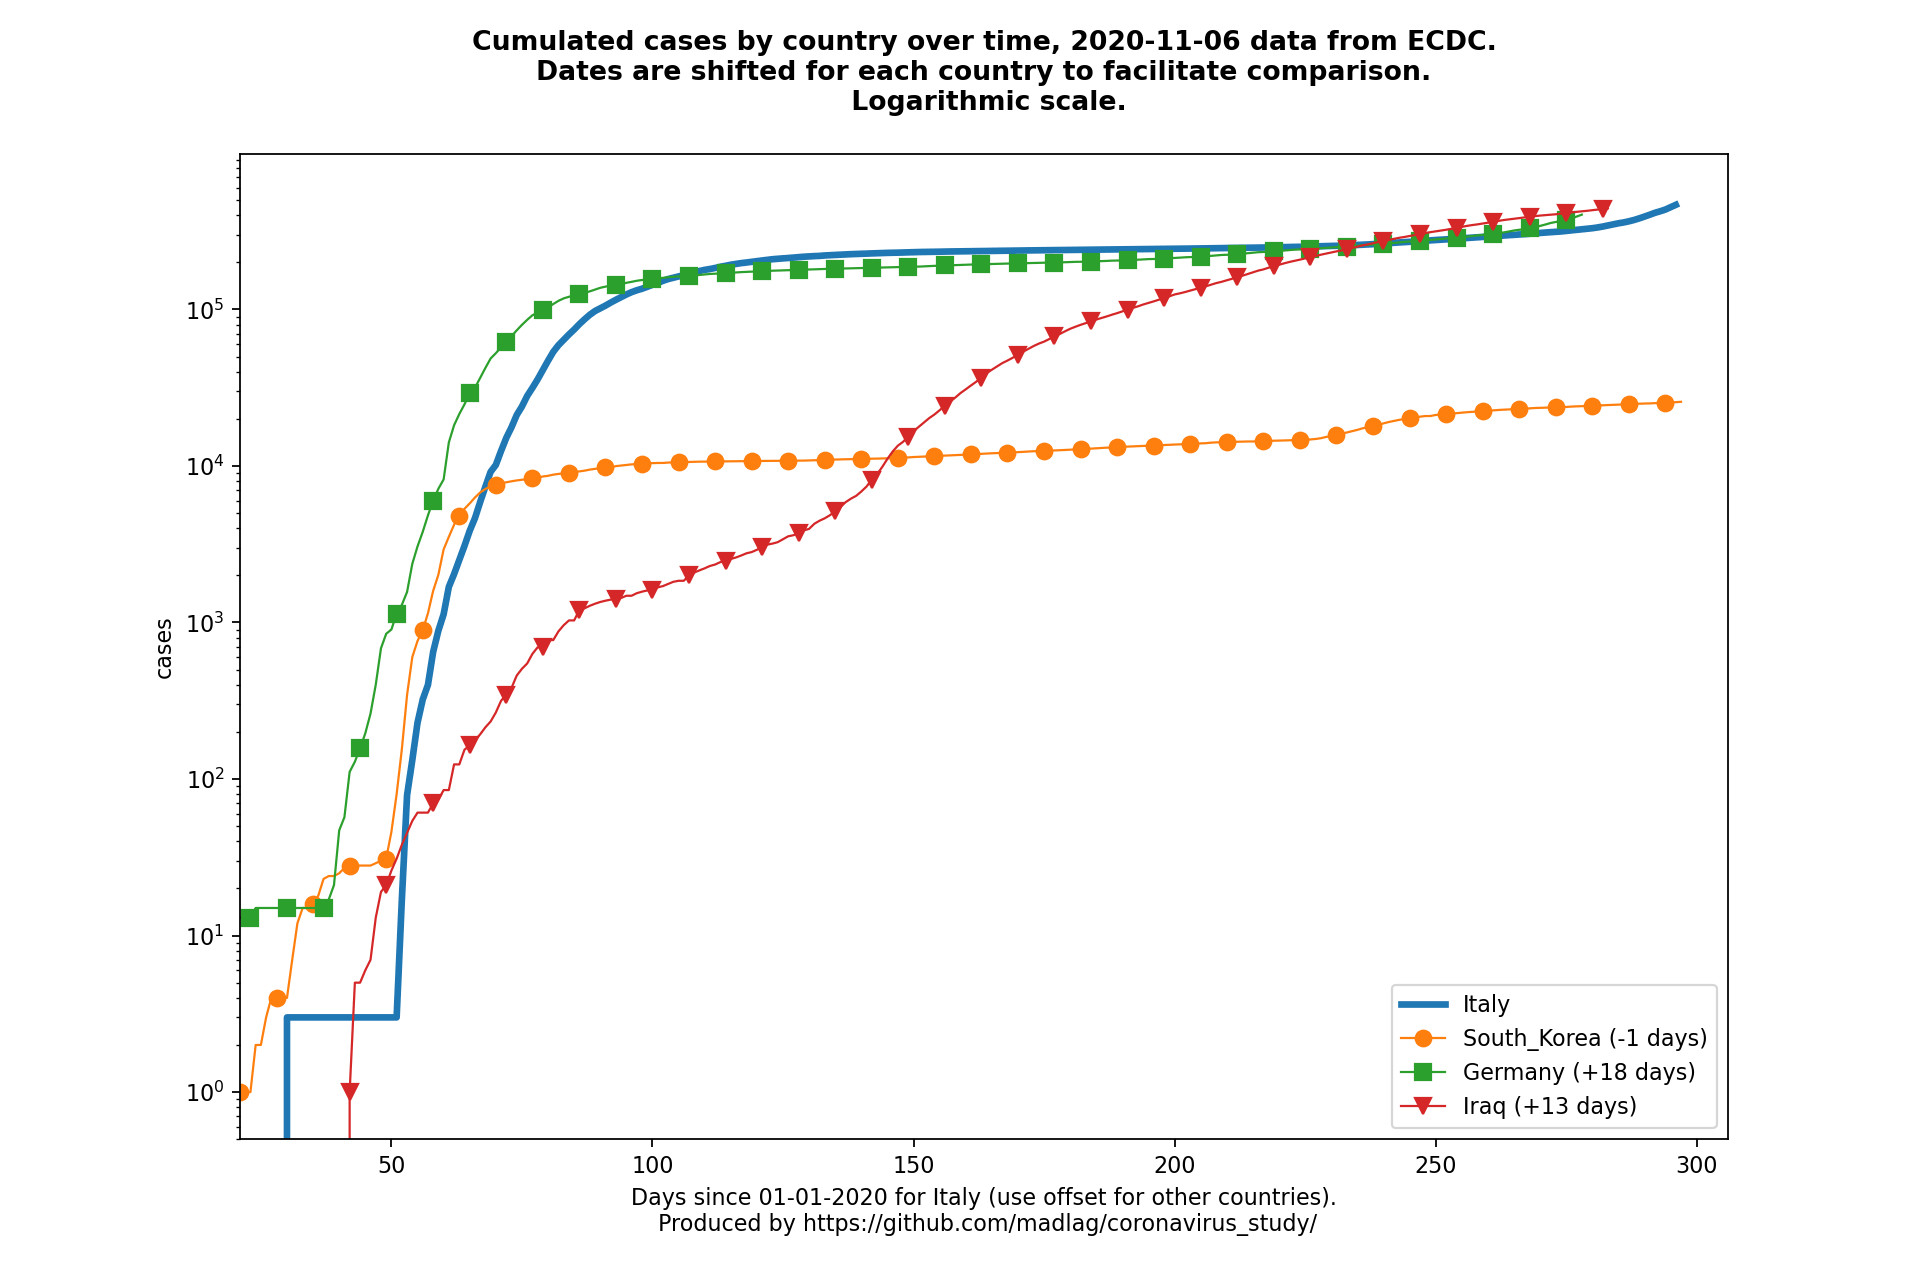 Cumulated cases by country over time, 2020-11-06 data from ECDC.
Dates are shifted for each country to facilitate comparison.
Logarithmic scale.
cases
10^5
10^4
10^3
10^2
10^1
10^0
50
100
150
200
250
300
Italy
South_Korea (-1 days)
Germany (+18 days)
Iraq (+13 days)
Days since 01-01-2020 for Italy (use offset for other countries).
Produced by https://github.com/madlag/coronavirus_study/